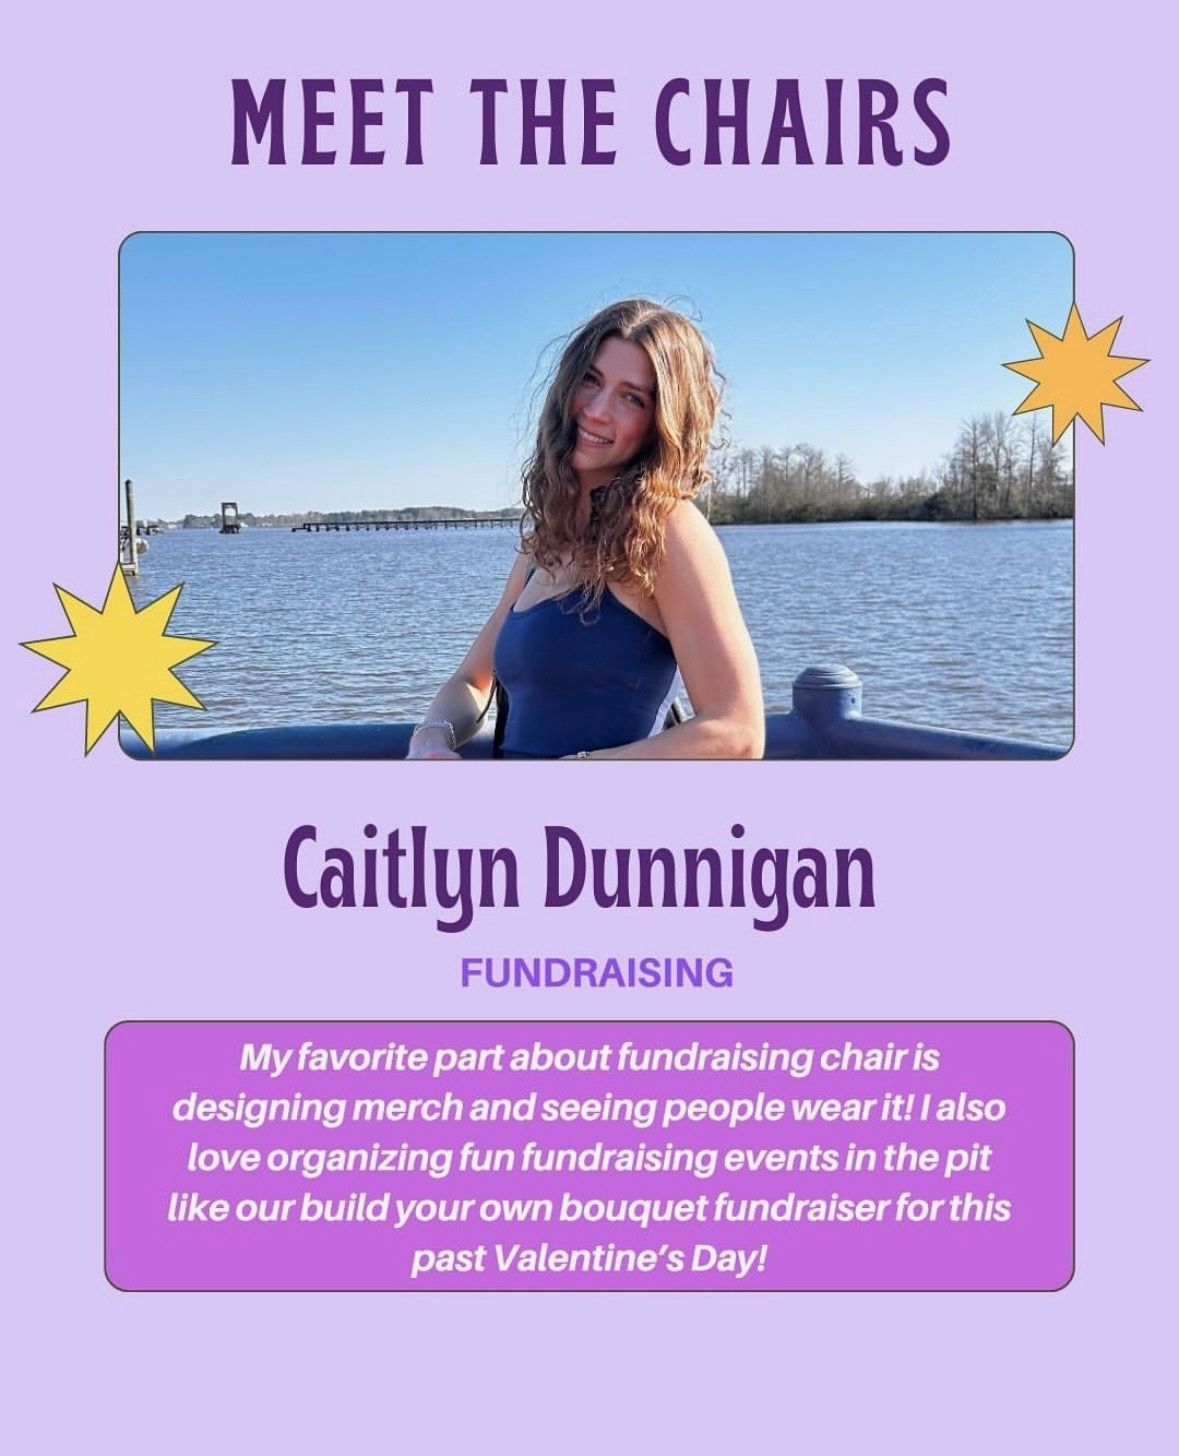 MEET THE CHAIRS
Caitlyn Dunnigan
FUNDRAISING
My favorite part about fundraising chair is
designing merch and seeing people wear it! I also
love organizing fun fundraising events in the pit
like our build your own bouquet fundraiser for this
past Valentine’s Day!